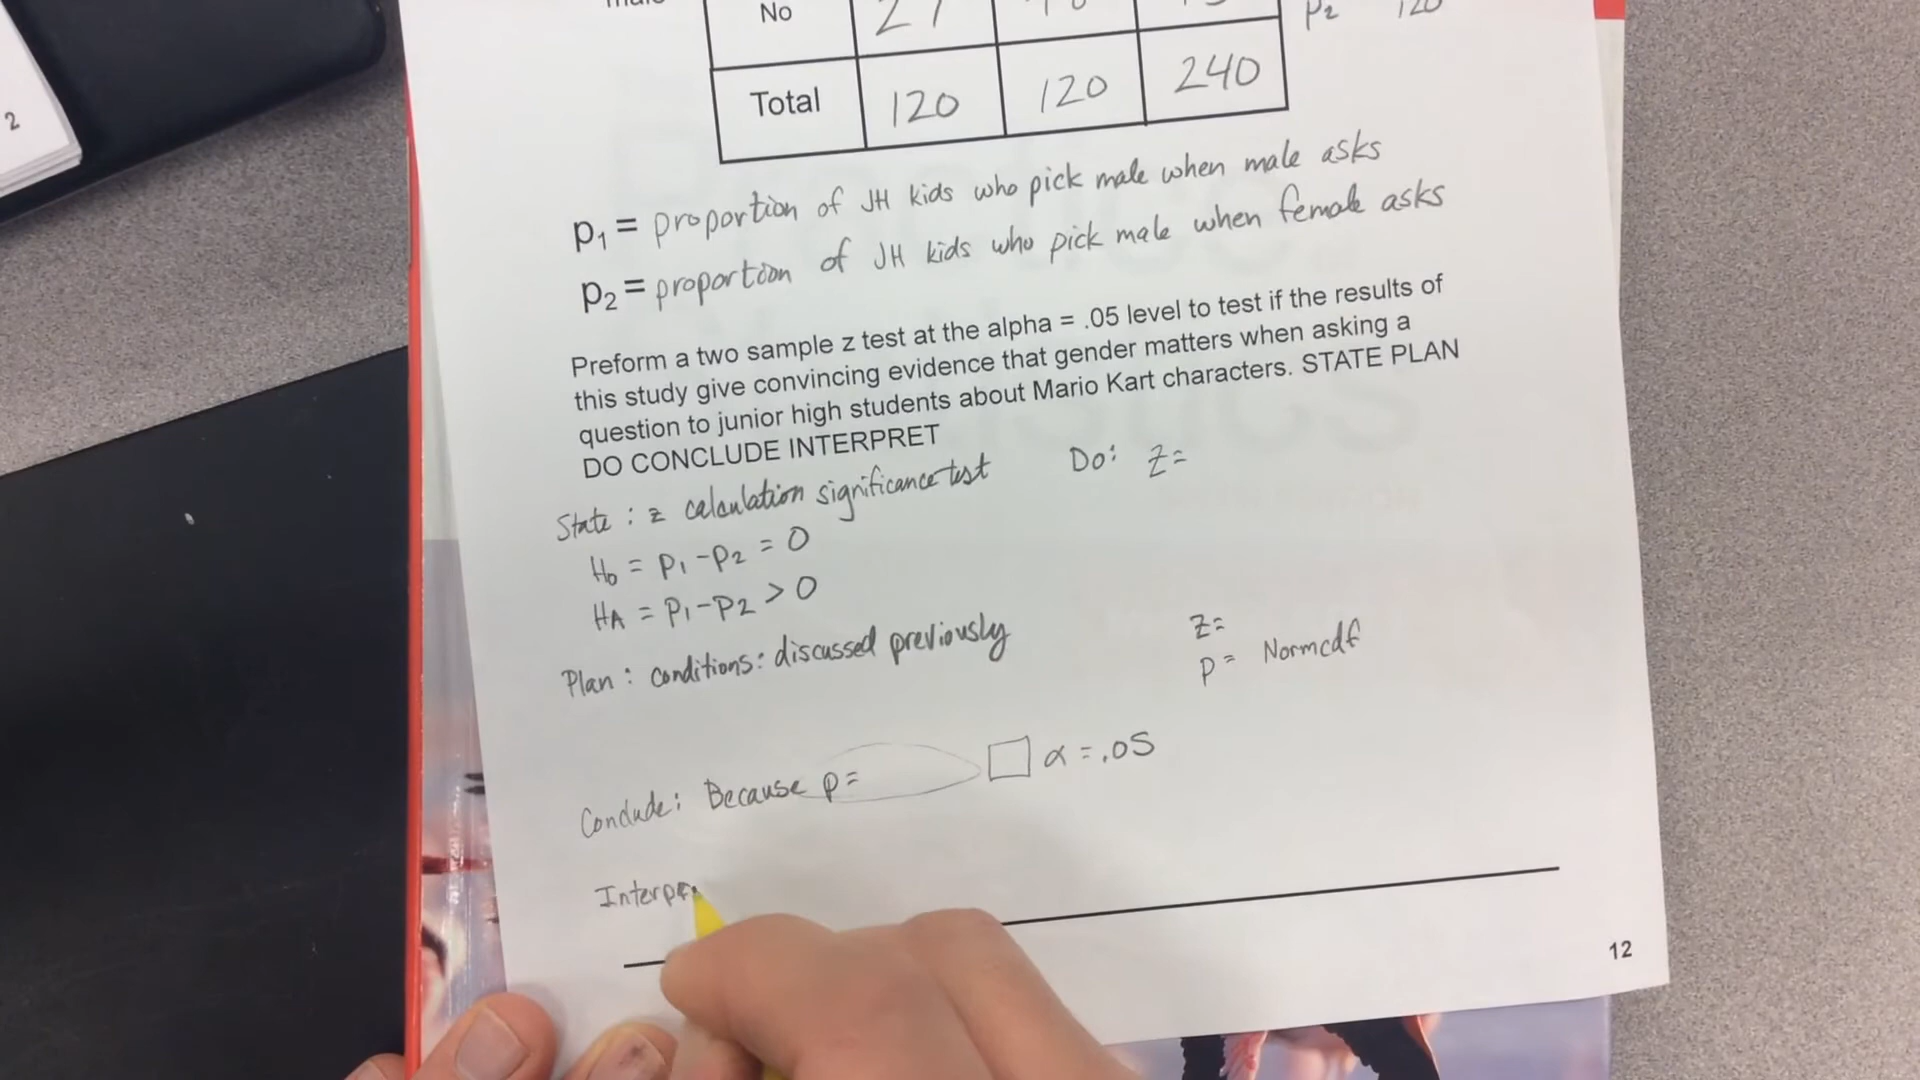 No
P2 120
Total 120 120 240
p1 = proportion of JH kids who pick male when male asks
p2 = proportion of JH kids who pick male when female asks
Preform a two sample z test at the alpha = .05 level to test if the results of
this study give convincing evidence that gender matters when asking a
question to junior high students about Mario Kart characters. STATE PLAN
DO CONCLUDE INTERPRET
State : z calculation significance test
Do: Z=
H0 = P1 - P2 = 0
HA = P1 - P2 > 0
Plan : conditions: discussed previously
Z=
P = Normcdf
Conclude: Because p= α = .05
Interpr
12
2